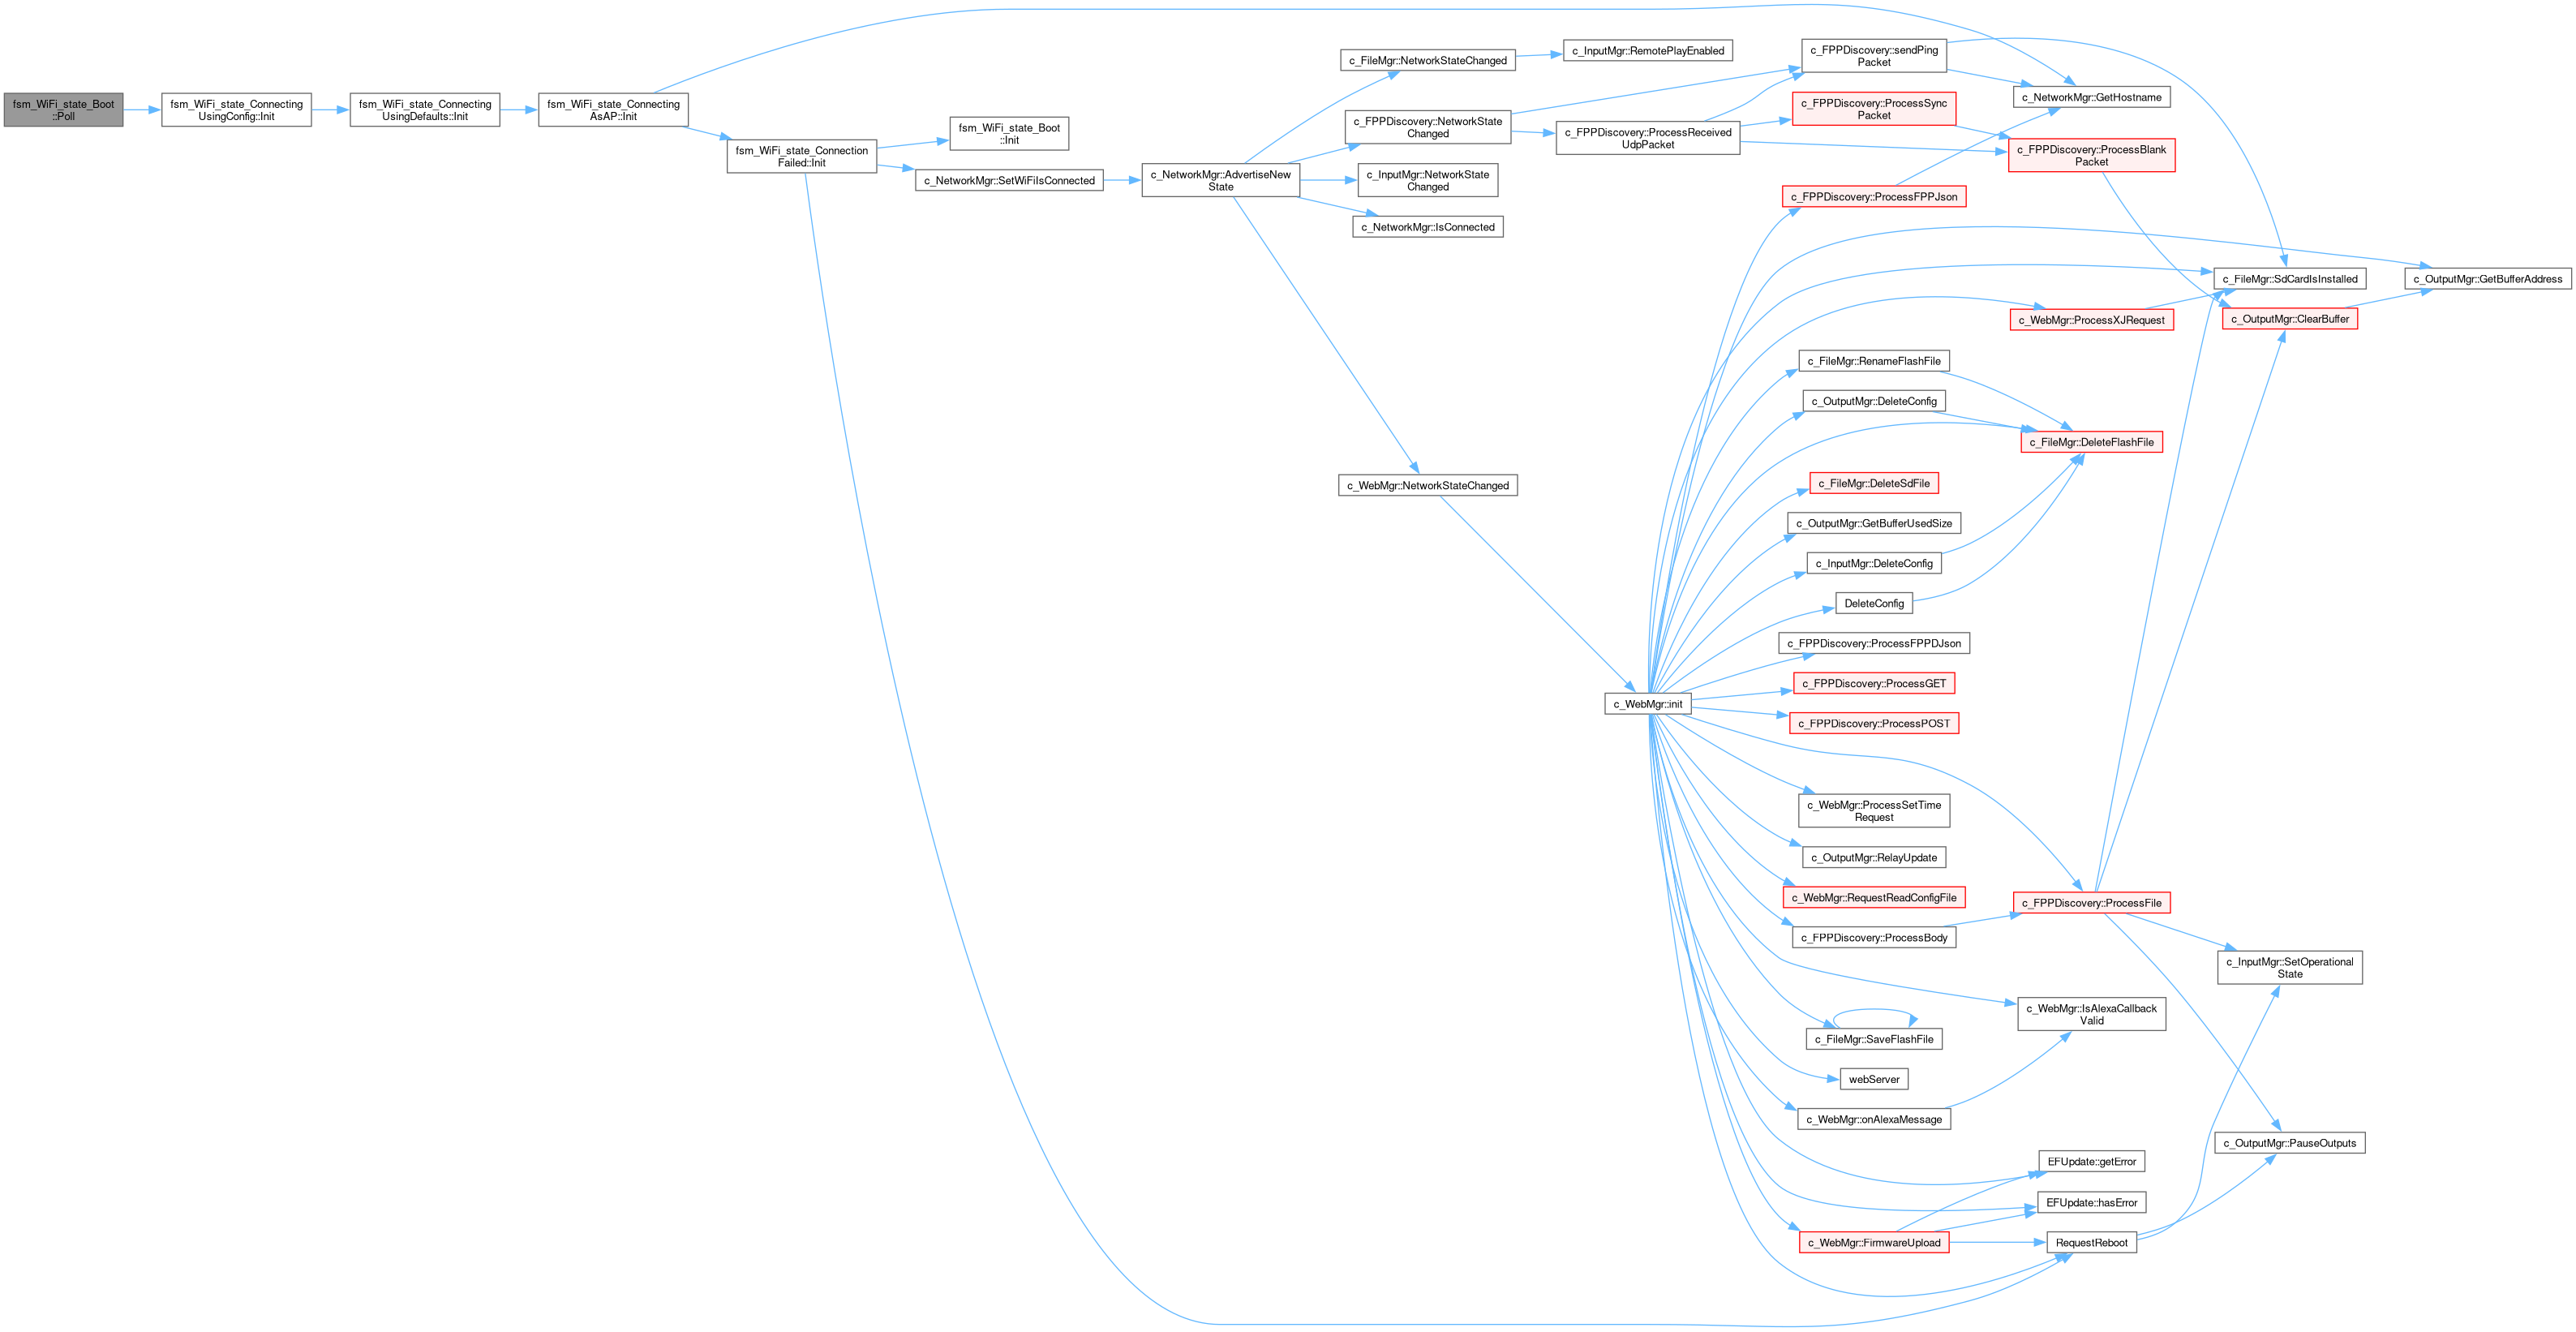 fsm_WiFi_state_Boot
::Poll
fsm_WiFi_state_Connecting
UsingConfig::Init
fsm_WiFi_state_Connecting
UsingDefaults::Init
fsm_WiFi_state_Connecting
AsAP::Init
fsm_WiFi_state_Connection
Failed::Init
fsm_WiFi_state_Boot
::Init
c_NetworkMgr::SetWiFiIsConnected
c_NetworkMgr::AdvertiseNew
State
c_FileMgr::NetworkStateChanged
c_InputMgr::RemotePlayEnabled
c_FPPDiscovery::NetworkState
Changed
c_InputMgr::NetworkState
Changed
c_NetworkMgr::IsConnected
c_WebMgr::NetworkStateChanged
c_FPPDiscovery::ProcessReceived
UdpPacket
c_FPPDiscovery::sendPing
Packet
c_NetworkMgr::GetHostname
c_FPPDiscovery::ProcessSync
Packet
c_FPPDiscovery::ProcessBlank
Packet
c_FPPDiscovery::ProcessFPPJson
c_FileMgr::SdCardIsInstalled
c_OutputMgr::GetBufferAddress
c_WebMgr::ProcessXJRequest
c_OutputMgr::ClearBuffer
c_FileMgr::RenameFlashFile
c_OutputMgr::DeleteConfig
c_FileMgr::DeleteFlashFile
c_FileMgr::DeleteSdFile
c_OutputMgr::GetBufferUsedSize
c_InputMgr::DeleteConfig
DeleteConfig
c_FPPDiscovery::ProcessFPPDJson
c_FPPDiscovery::ProcessGET
c_WebMgr::init
c_FPPDiscovery::ProcessPOST
c_WebMgr::ProcessSetTime
Request
c_OutputMgr::RelayUpdate
c_WebMgr::RequestReadConfigFile
c_FPPDiscovery::ProcessFile
c_FPPDiscovery::ProcessBody
c_InputMgr::SetOperational
State
c_WebMgr::IsAlexaCallback
Valid
c_FileMgr::SaveFlashFile
webServer
c_WebMgr::onAlexaMessage
c_OutputMgr::PauseOutputs
EFUpdate::getError
EFUpdate::hasError
c_WebMgr::FirmwareUpload
RequestReboot